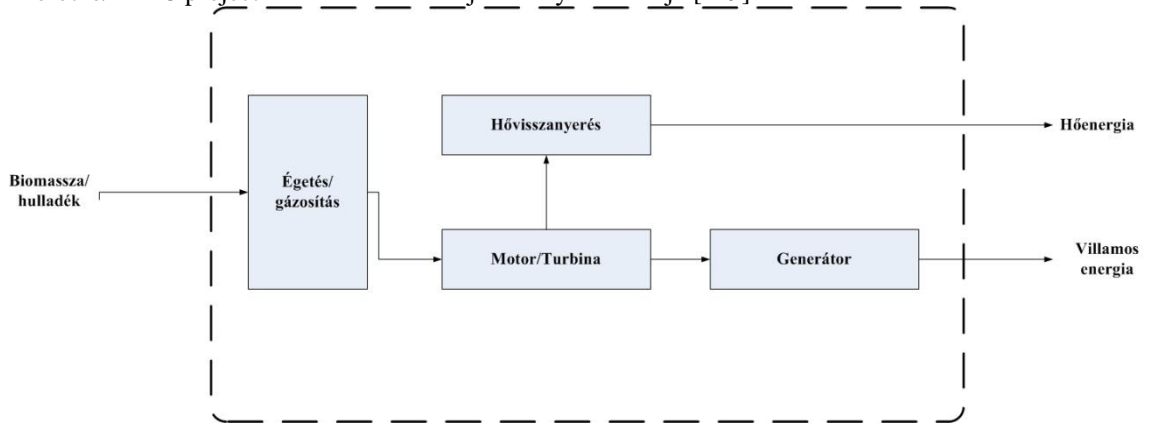 Biomassza/
hulladék
Égetés/
gázosítás
Hővisszanyerés
Motor/Turbina
Generátor
Hőenergia
Villamos
energia